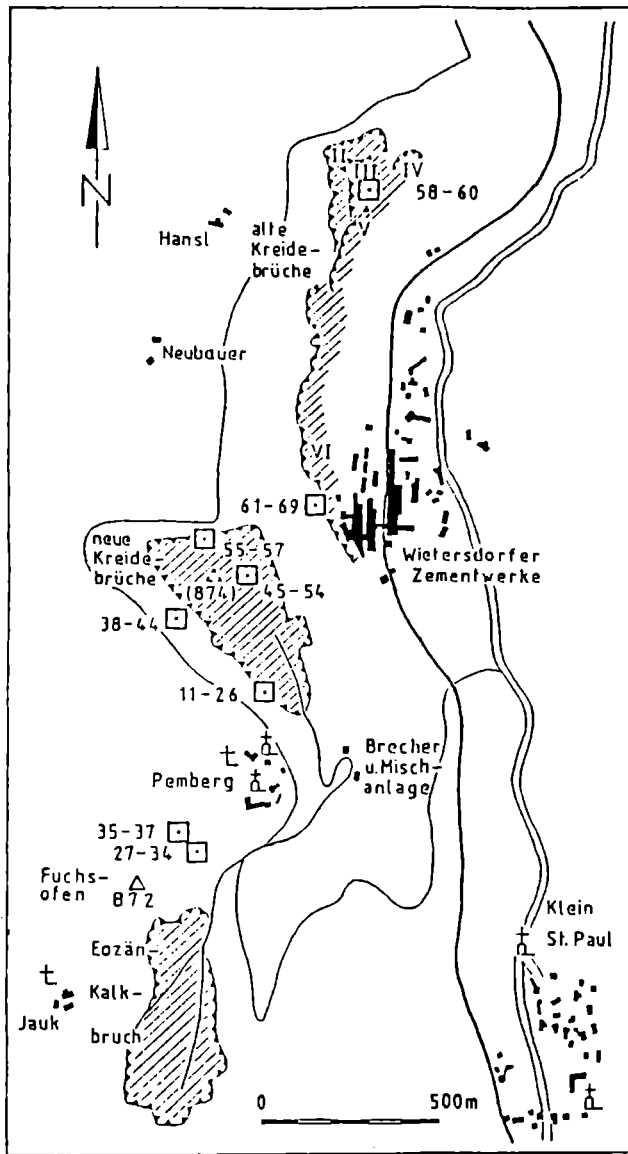 N
II
III
IV
58-60
V
Hansl
alte
Kreide-
brüche
Neubauer
VI
61-69
neue
Kreide-
brüche
55-57
(874)
45-54
38-44
Wietersdorfer
Zementwerke
11-26
Brecher
u. Misch-
anlage
Pemberg
35-37
27-34
Fuchs-
ofen
872
Klein
St. Paul
Eozän-
Kalk-
bruch
Jauk
0 500m